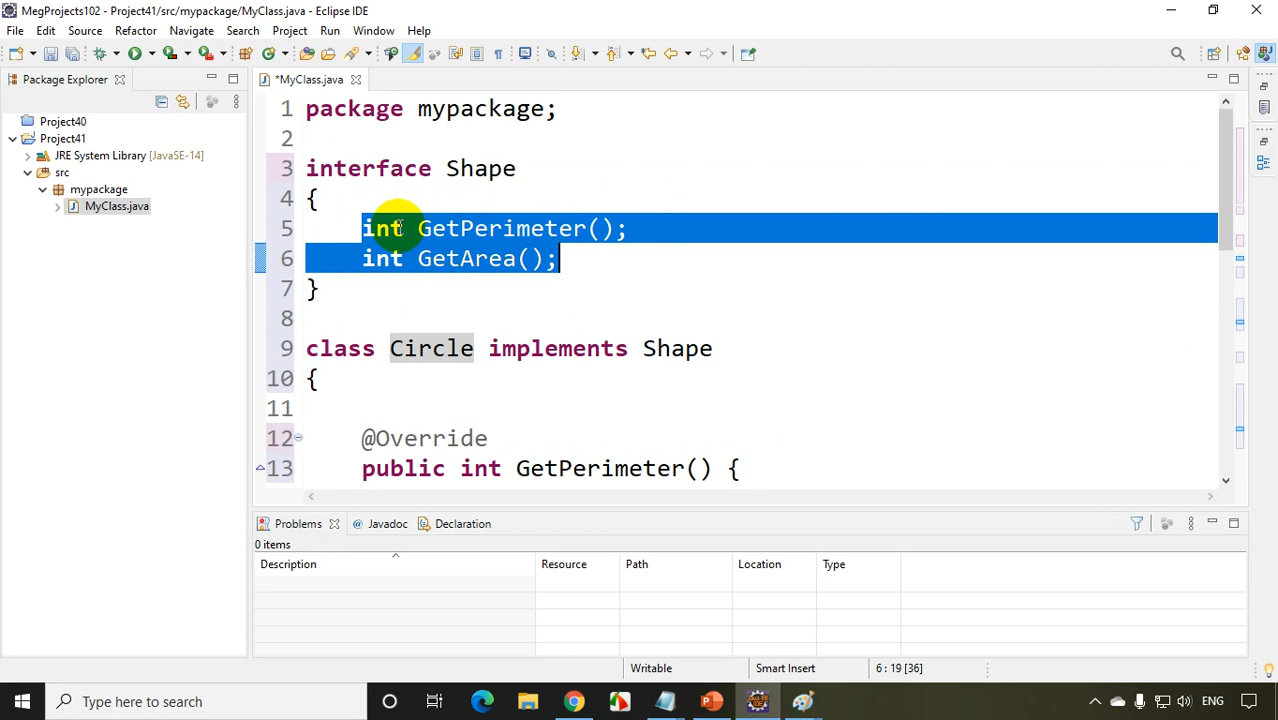 MegProjects102 - Project41/src/mypackage/MyClass.java - Eclipse IDE
File Edit Source Refactor Navigate Search Project Run Window Help
Package Explorer
*MyClass.java
Project40
Project41
JRE System Library [JavaSE-14]
src
mypackage
MyClass.java
1 package mypackage;
2
3 interface Shape
4 {
5 int GetPerimeter();
6 int GetArea();
7 }
8
9 class Circle implements Shape
10 {
11
12 @Override
13 public int GetPerimeter() {
Problems @ Javadoc Declaration
0 items
Description Resource Path Location Type
Writable Smart Insert 6 : 19 [36]
Type here to search
ENG